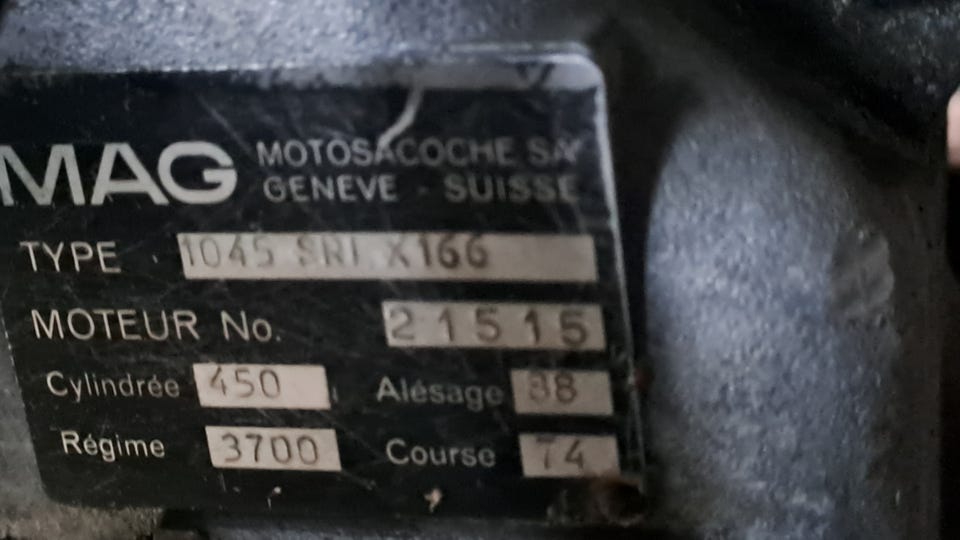 MAG MOTOSACOCHE SA
GENEVE - SUISSE
TYPE 1045 SRL X166
MOTEUR No. 21515
Cylindrée 450 Alésage 88
Régime 3700 Course 74